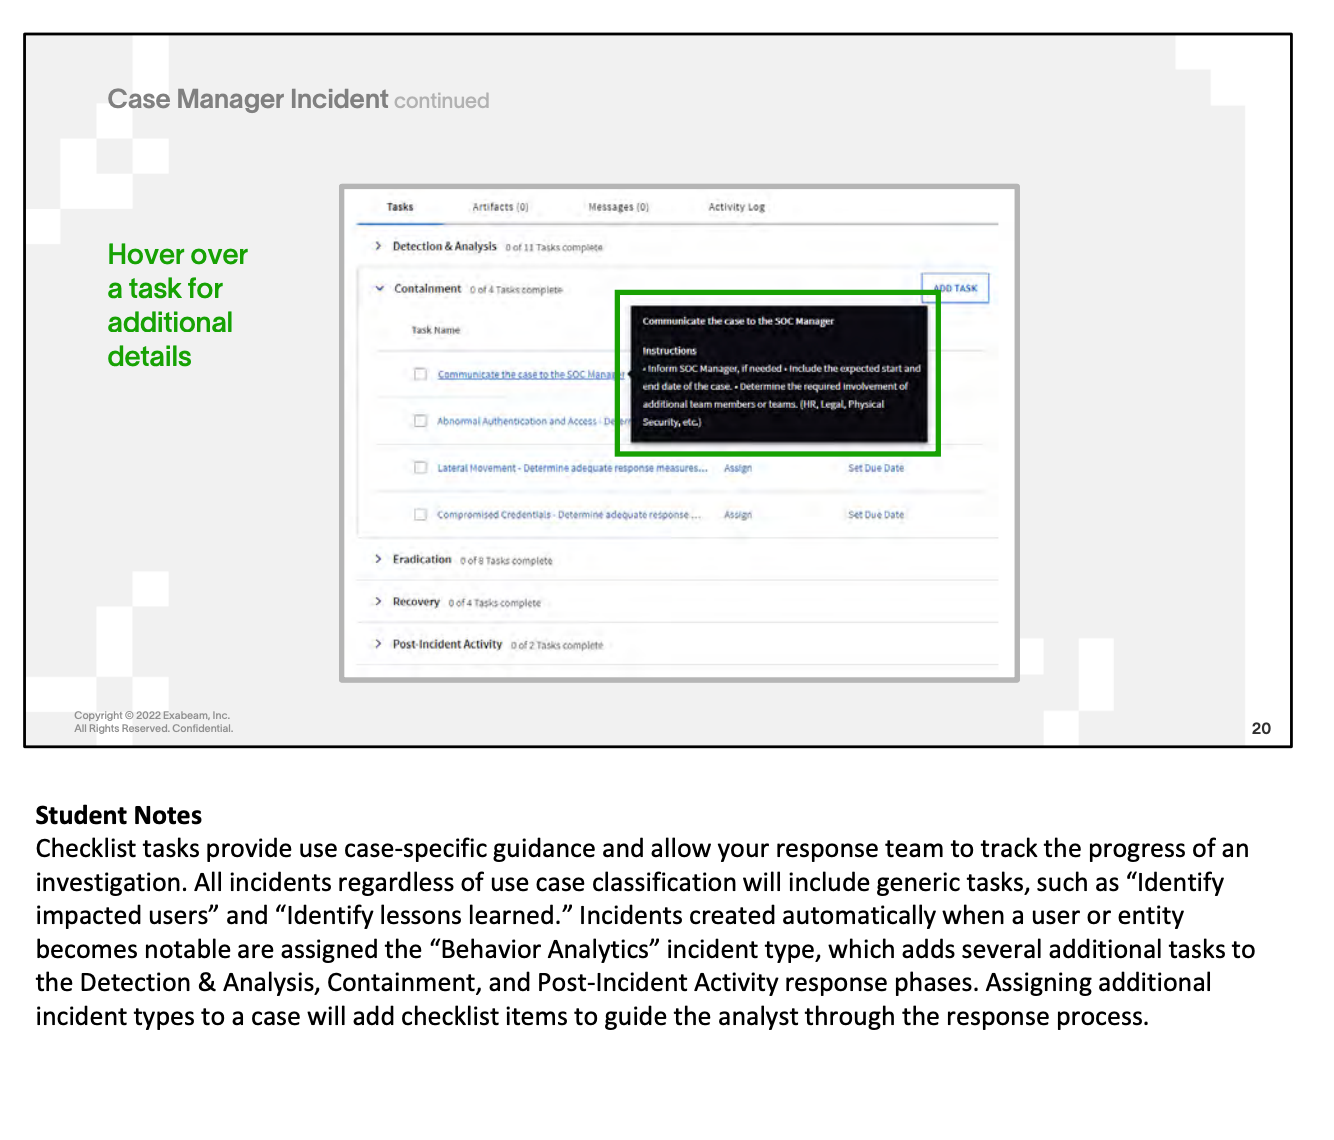 Case Manager Incident continued
Hover over
a task for
additional
details
Tasks Artifacts (0) Messages (0) Activity Log
Detection & Analysis 0 of 11 Tasks complete
Containment 0 of 4 Tasks complete
ADD TASK
Task Name
Communicate the case to the SOC Manager
Communicate the case to the SOC Manager
Instructions
• Inform SOC Manager, if needed • Include the expected start and
end date of the case. • Determine the required involvement of
additional team members or teams. (HR, Legal, Physical
Security, etc.)
Abnormal Authentication and Access - Deter
Lateral Movement - Determine adequate response measures... Assign Set Due Date
Compromised Credentials - Determine adequate response ... Assign Set Due Date
Eradication 0 of 8 Tasks complete
Recovery 0 of 4 Tasks complete
Post-Incident Activity 0 of 2 Tasks complete
Copyright © 2022 Exabeam, Inc.
All Rights Reserved. Confidential.
20
Student Notes
Checklist tasks provide use case-specific guidance and allow your response team to track the progress of an
investigation. All incidents regardless of use case classification will include generic tasks, such as “Identify
impacted users” and “Identify lessons learned.” Incidents created automatically when a user or entity
becomes notable are assigned the “Behavior Analytics” incident type, which adds several additional tasks to
the Detection & Analysis, Containment, and Post-Incident Activity response phases. Assigning additional
incident types to a case will add checklist items to guide the analyst through the response process.